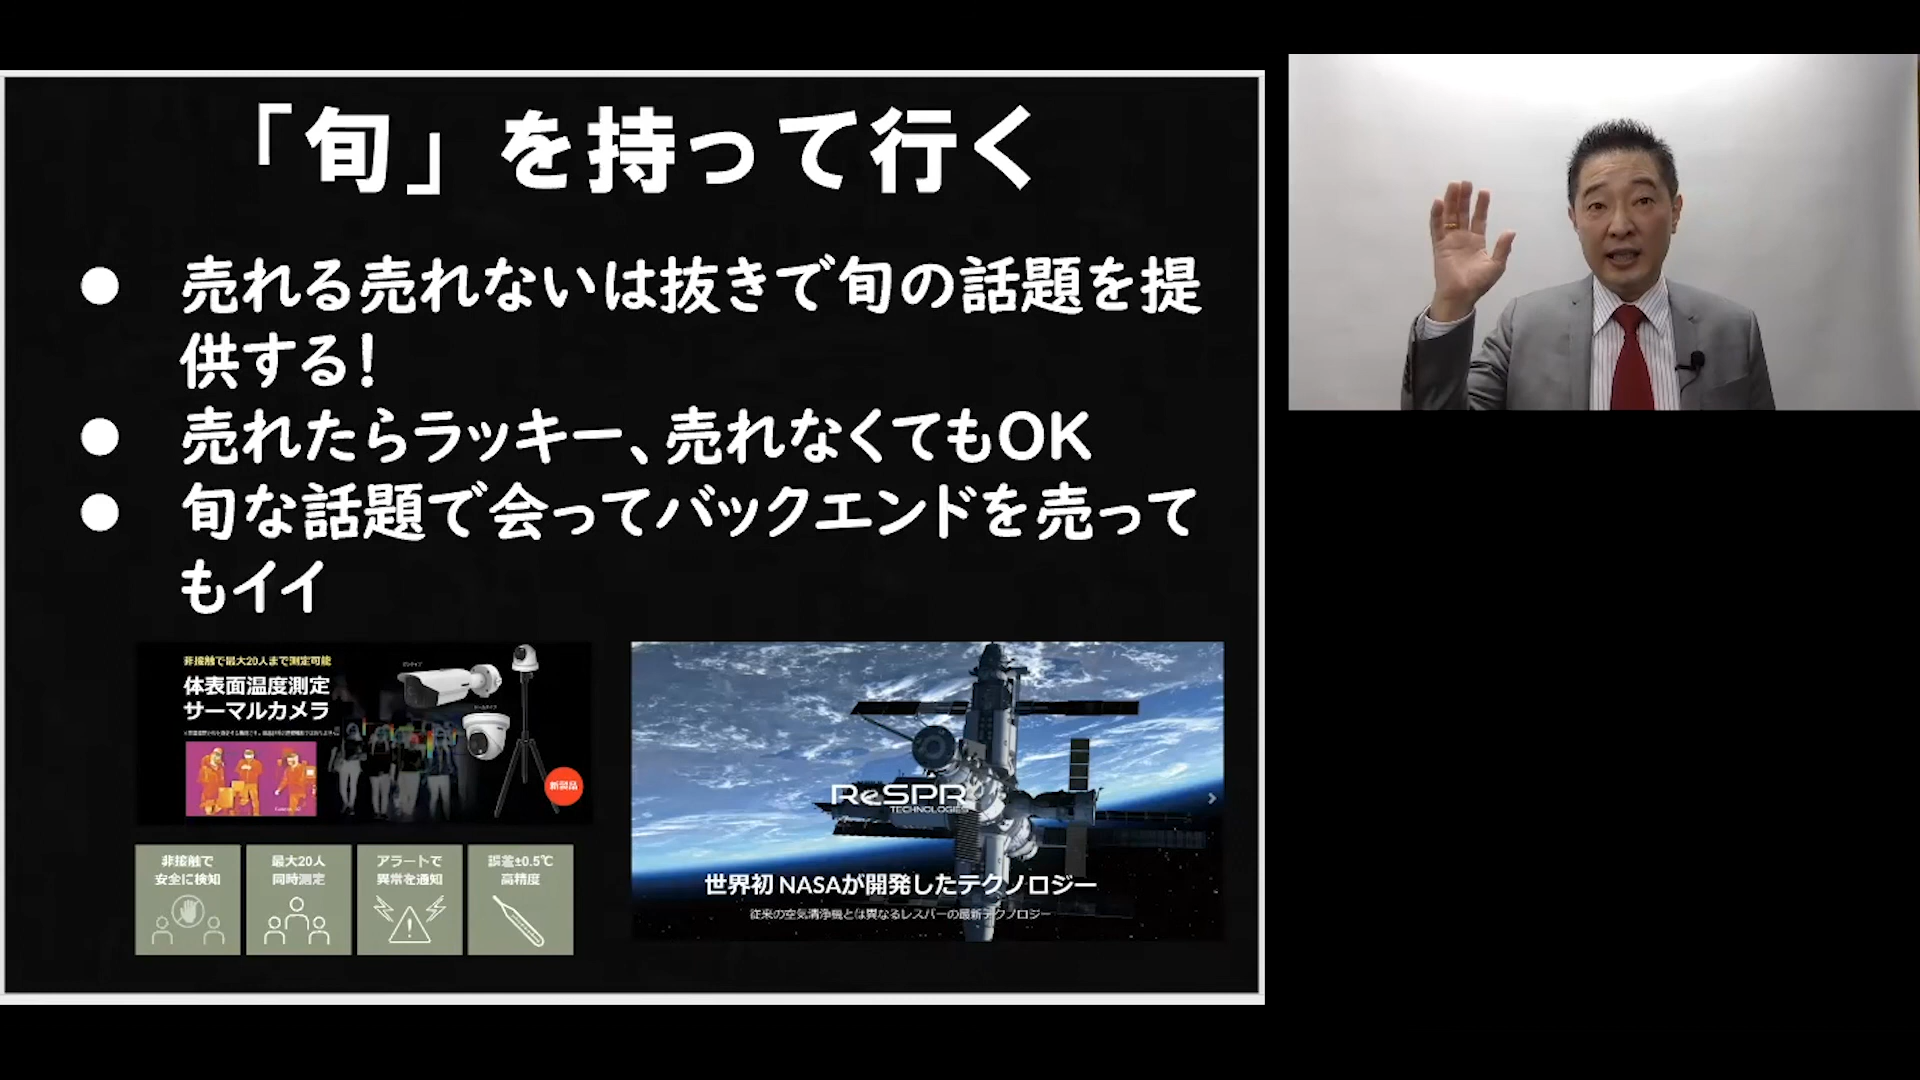 「旬」を持って行く
● 売れる売れないは抜きで旬の話題を提
供する!
● 売れたらラッキー、売れなくてもOK
● 旬な話題で会ってバックエンドを売って
もイイ
非接触で最大20人まで測定可能
体表面温度測定
サーマルカメラ
新製品
非接触で
安全に検知
最大20人
同時測定
アラートで
異常を通知
誤差±0.5℃
高精度
ReSPR
TECHNOLOGIES
世界初 NASAが開発したテクノロジー
従来の空気清浄機とは異なるレスパーの最新テクノロジー